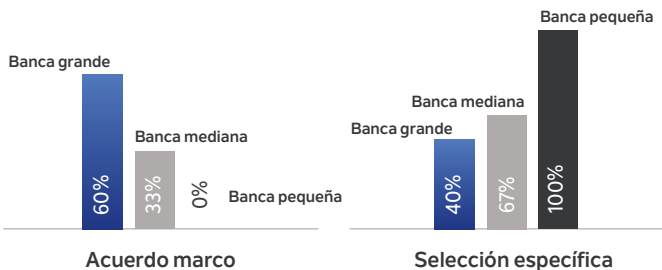 Banca grande
60%
Banca mediana
33%
0%
Banca pequeña
Acuerdo marco
Banca grande
40%
Banca mediana
67%
Banca pequeña
100%
Selección específica